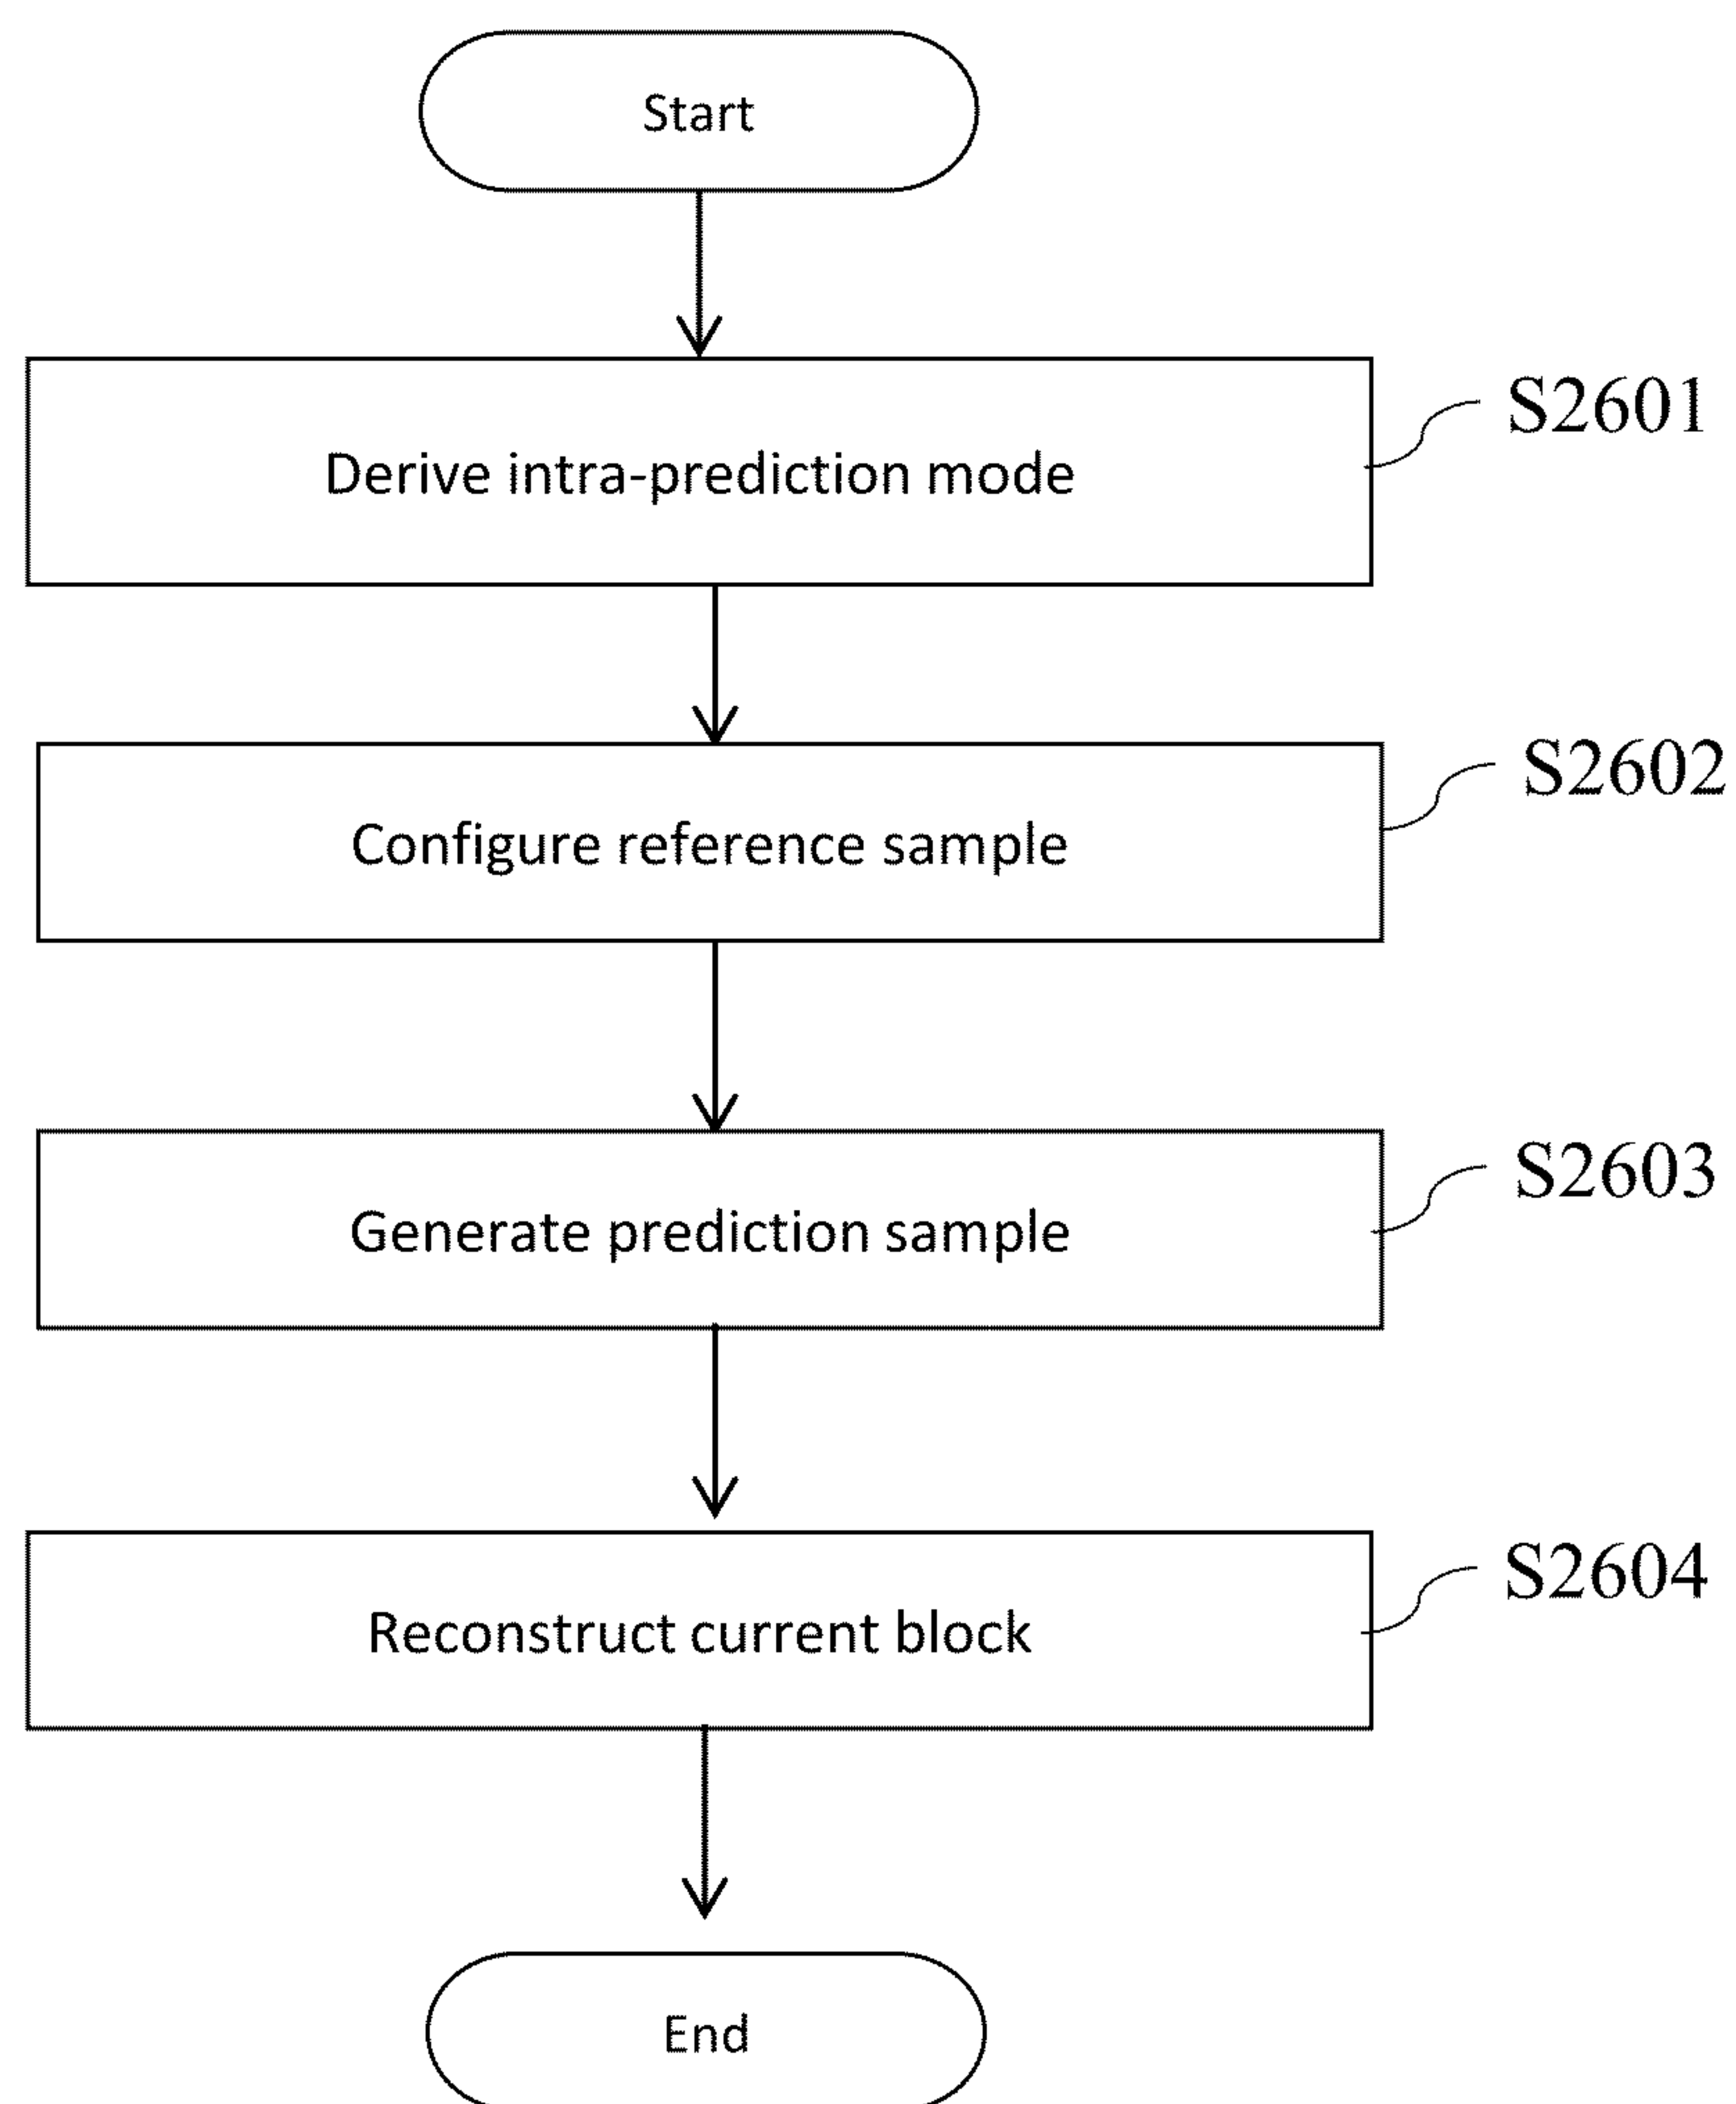 Start
Derive intra-prediction mode
S2601
Configure reference sample
S2602
Generate prediction sample
S2603
Reconstruct current block
S2604
End